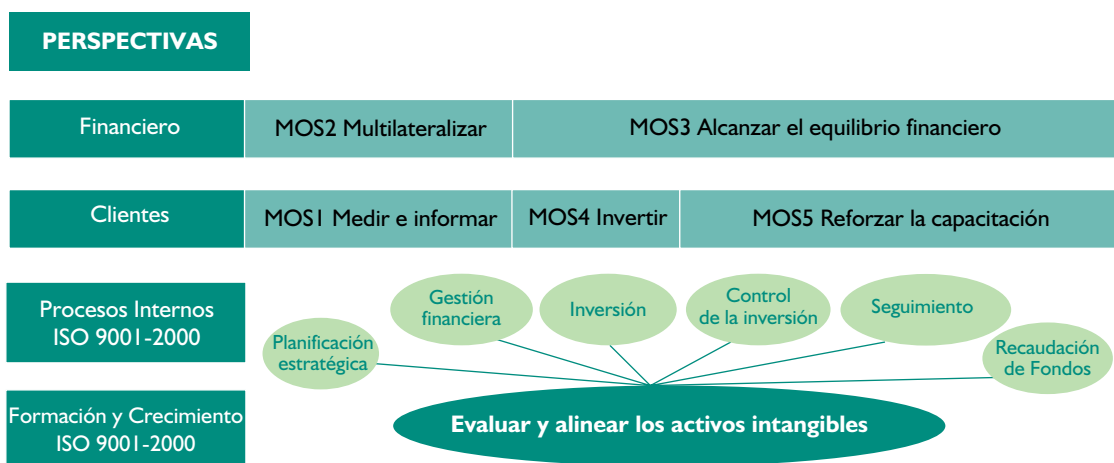 PERSPECTIVAS
Financiero
MOS2 Multilateralizar
MOS3 Alcanzar el equilibrio financiero
Clientes
MOS1 Medir e informar
MOS4 Invertir
MOS5 Reforzar la capacitación
Procesos Internos
ISO 9001-2000
Planificación
estratégica
Gestión
financiera
Inversión
Control
de la inversión
Seguimiento
Recaudación
de Fondos
Formación y Crecimiento
ISO 9001-2000
Evaluar y alinear los activos intangibles